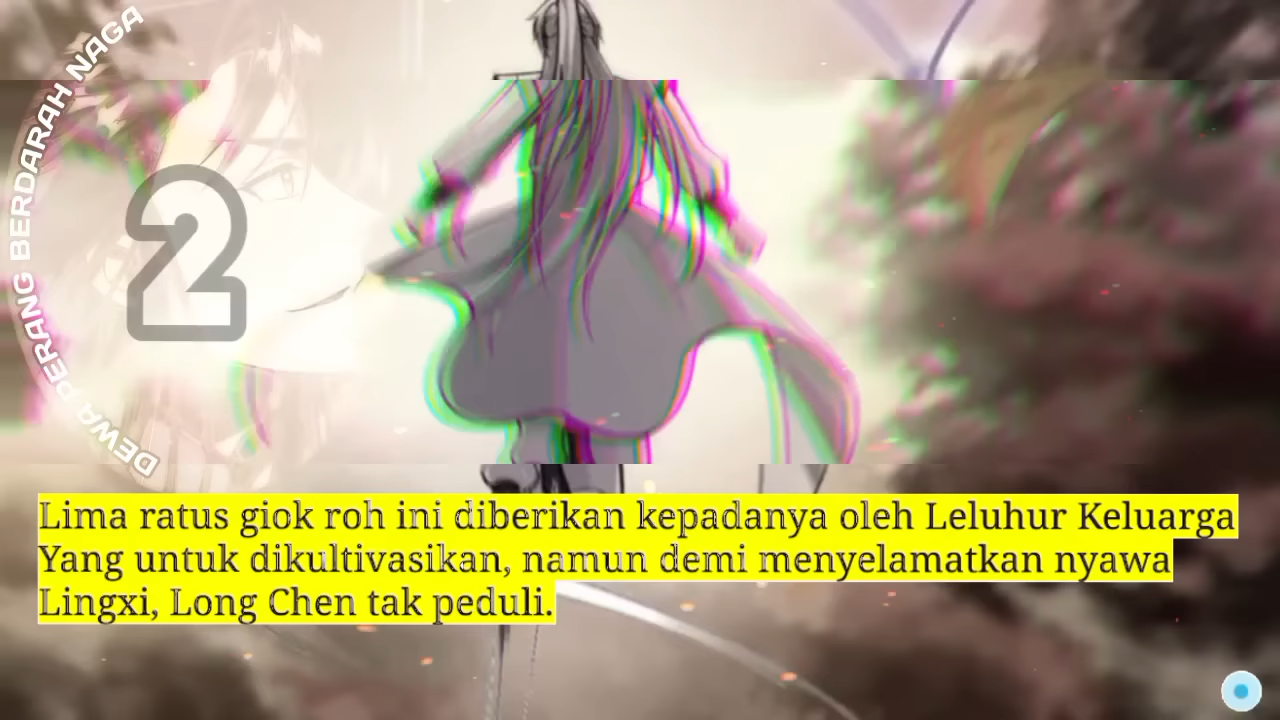 DEWA PERANG BERDARAH NAGA
2
Lima ratus giok roh ini diberikan kepadanya oleh Leluhur Keluarga
Yang untuk dikultivasikan, namun demi menyelamatkan nyawa
Lingxi, Long Chen tak peduli.